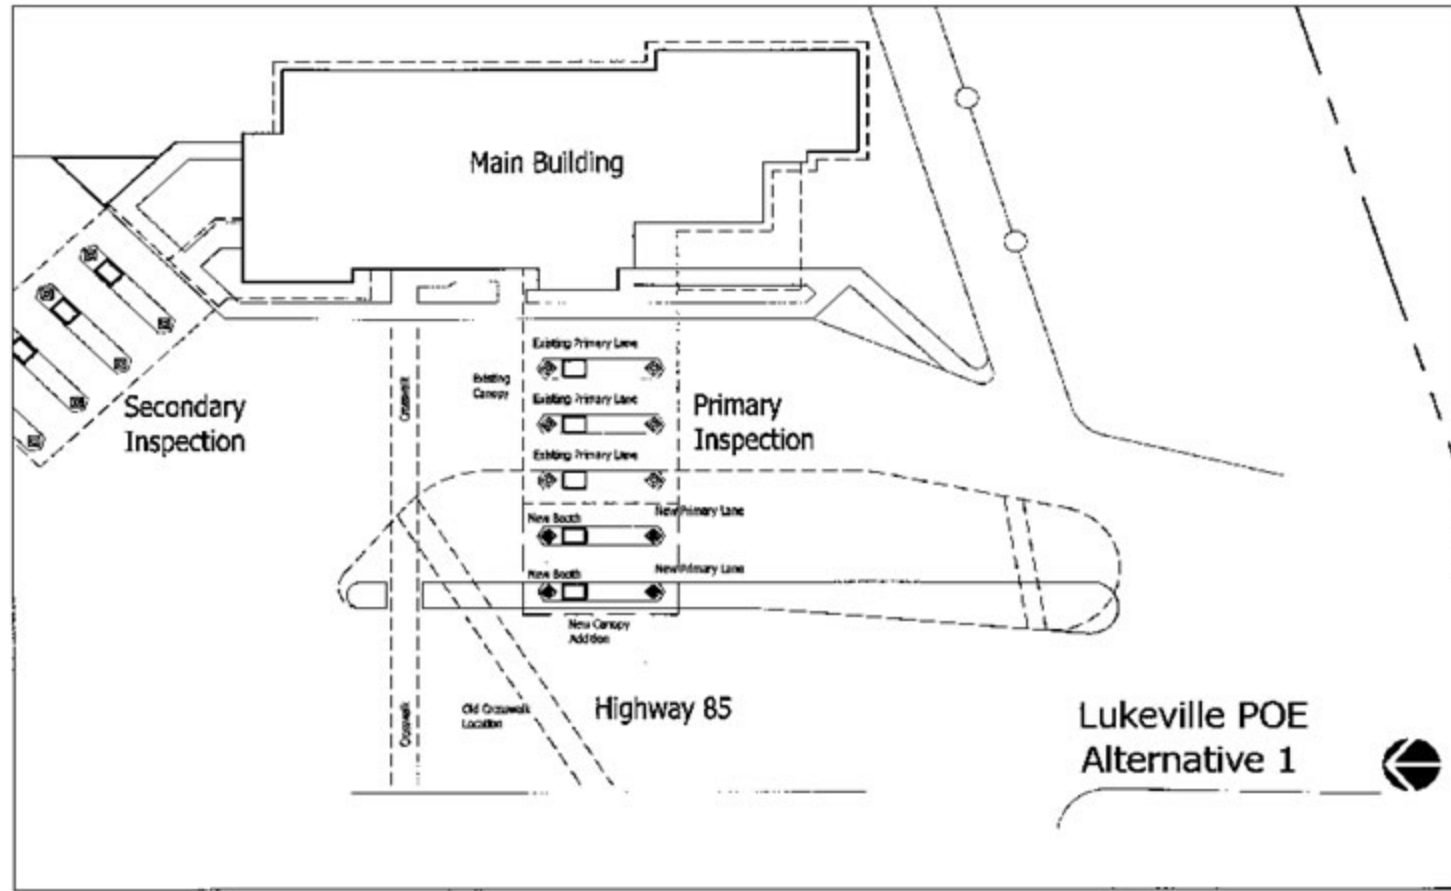 Main Building
Existing Primary Lane
Existing
Canopy
Crosswalk
Existing Primary Lane
Secondary
Inspection
Primary
Inspection
Existing Primary Lane
New Booth
New Primary Lane
New Booth
New Primary Lane
New Canopy
Addition
Old Crosswalk
Location
Crosswalk
Highway 85
Lukeville POE
Alternative 1